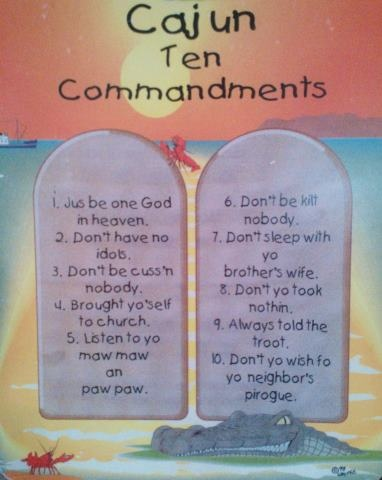 Cajun
Ten
Commandments
1. Jus be one God
in heaven.
2. Don't have no
idols.
3. Don't be cuss'n
nobody.
4. Brought yo'self
to church.
5. Listen to yo
maw maw
an
paw paw.
6. Don't be kilt
nobody.
7. Don't sleep with
yo
brother's wife.
8. Don't yo took
nothin.
9. Always told the
troot.
10. Don't yo wish fo
yo neighbor's
pirogue.